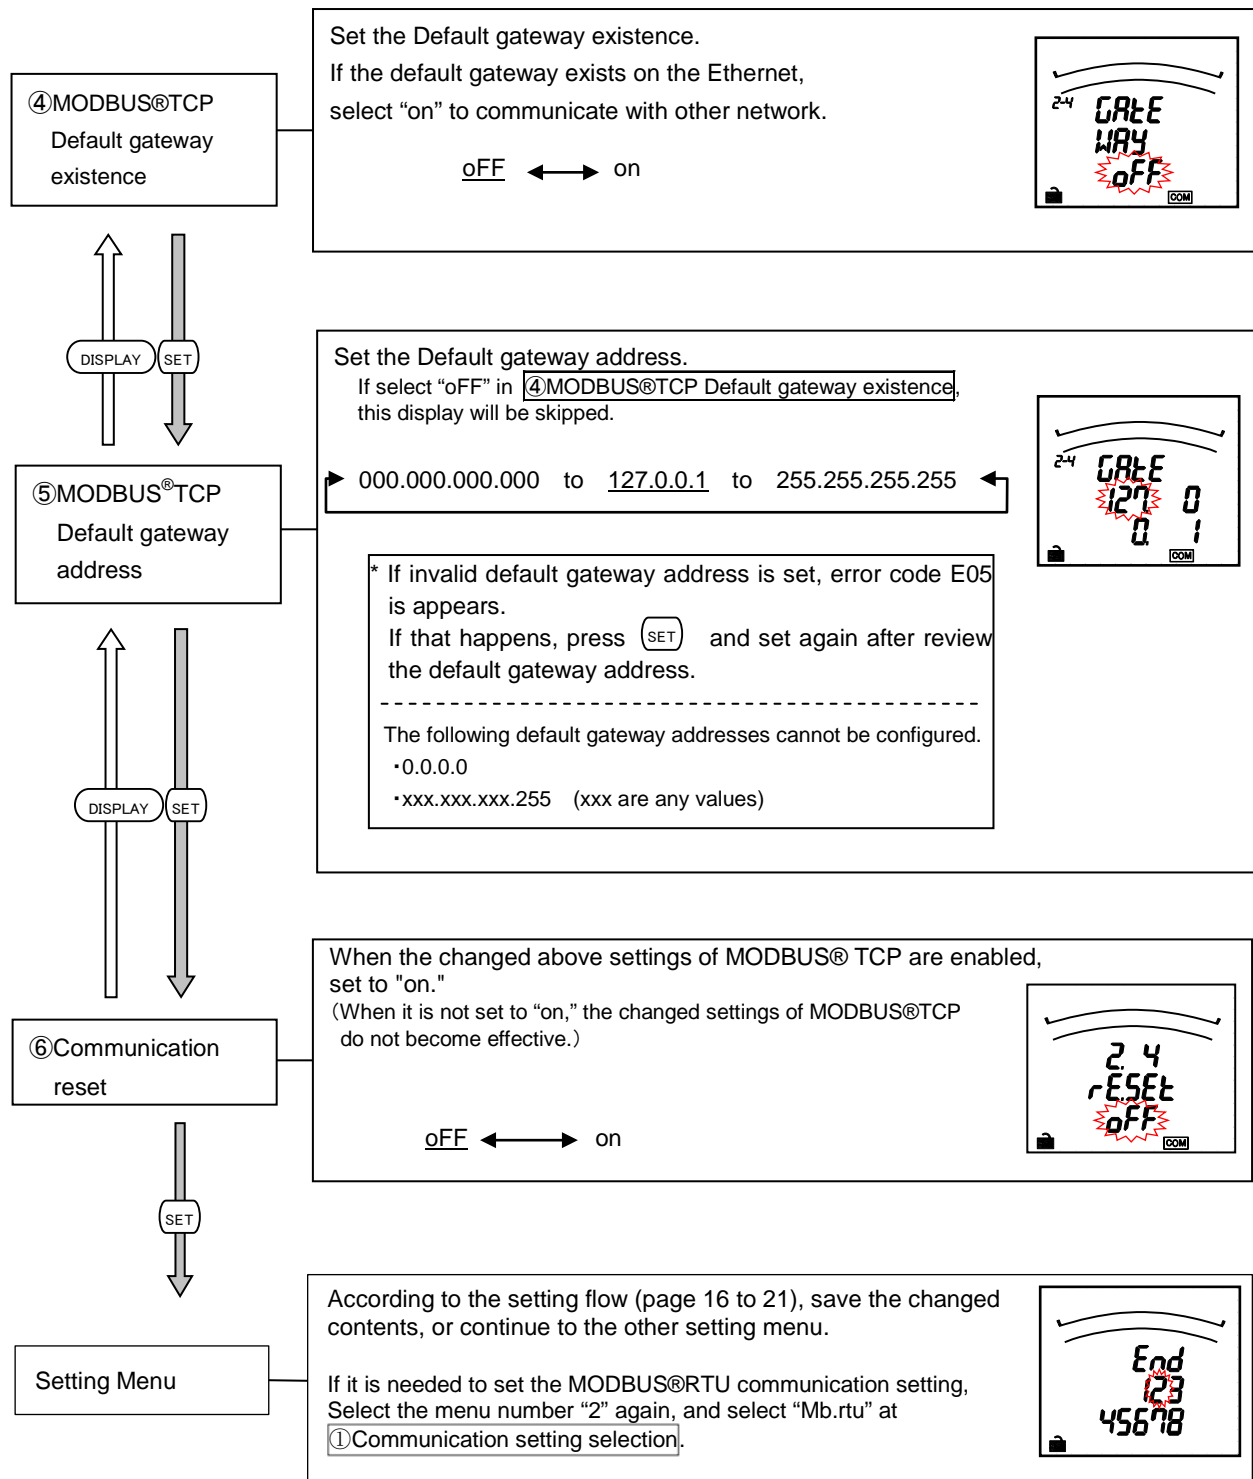 ④MODBUS®TCP
Default gateway
existence
Set the Default gateway existence.
If the default gateway exists on the Ethernet,
select “on” to communicate with other network.
oFF on
2-4 GAtE
WAY
oFF
COM
DISPLAY SET
⑤MODBUS®TCP
Default gateway
address
Set the Default gateway address.
If select “oFF” in ④MODBUS®TCP Default gateway existence,
this display will be skipped.
000.000.000.000 to 127.0.0.1 to 255.255.255.255
* If invalid default gateway address is set, error code E05
is appears.
If that happens, press SET and set again after review
the default gateway address.
The following default gateway addresses cannot be configured.
・0.0.0.0
・xxx.xxx.xxx.255 (xxx are any values)
2-4 GAtE
127. 0
0. 1
COM
DISPLAY SET
⑥Communication
reset
When the changed above settings of MODBUS® TCP are enabled,
set to "on."
(When it is not set to “on,” the changed settings of MODBUS®TCP
do not become effective.)
oFF on
2. 4
rE.SEt
oFF
COM
SET
Setting Menu
According to the setting flow (page 16 to 21), save the changed
contents, or continue to the other setting menu.
If it is needed to set the MODBUS®RTU communication setting,
Select the menu number “2” again, and select “Mb.rtu” at
①Communication setting selection.
End
123
45678